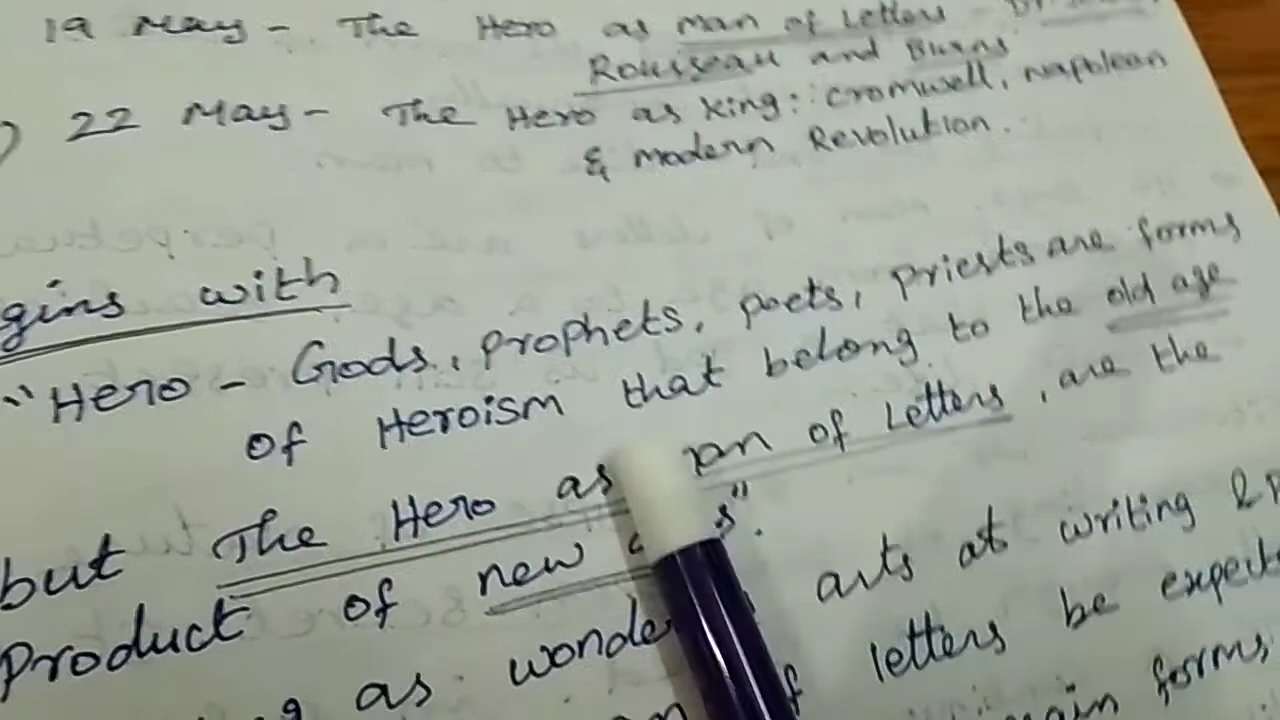 19 May - The Hero as man of Letters
Rousseau and Burns
22 May - The Hero as King: cromwell, napolean
& modern Revolution.
gins with
"Hero - Gods, prophets, poets, priests are forms
of Heroism that belong to the old age
but The Hero as of Letters, are the
Product of new s".
as wonde arts at writing
letters be expect
forms,